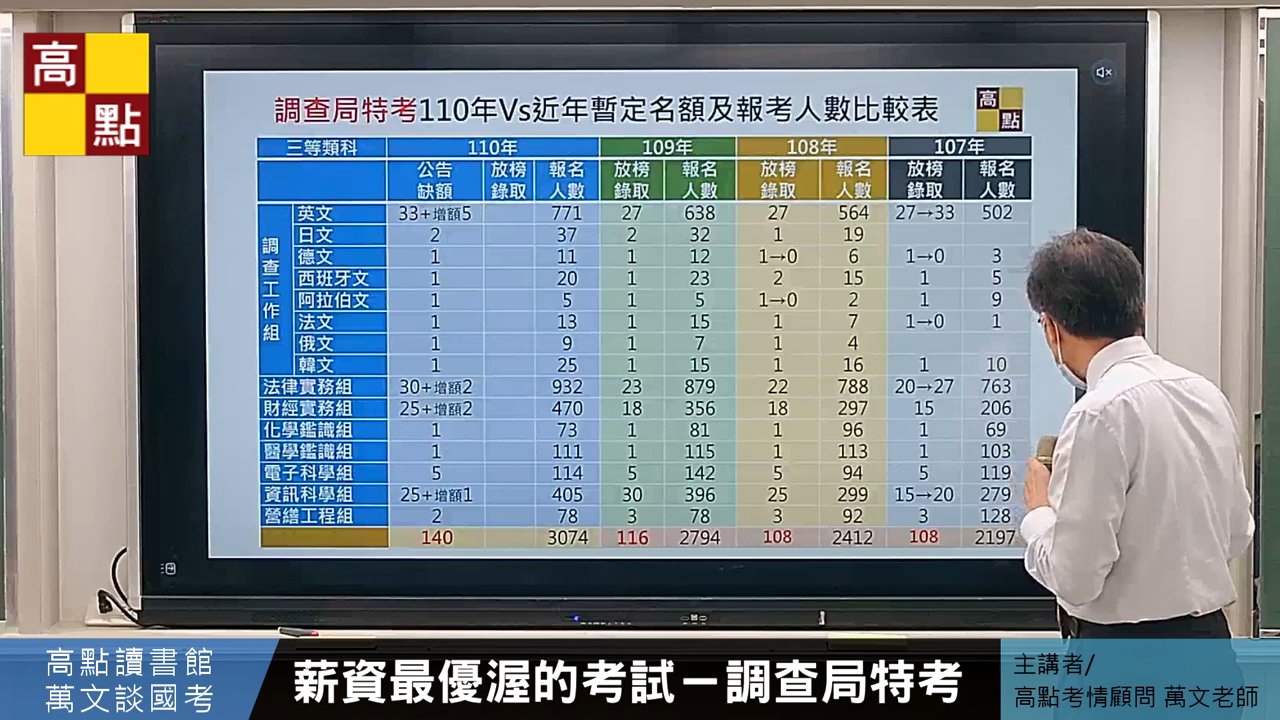 高
點
調查局特考110年Vs近年暫定名額及報考人數比較表
高
點
三等類科 110年 109年 108年 107年
公告缺額 放榜錄取 報名人數 放榜錄取 報名人數 放榜錄取 報名人數 放榜錄取 報名人數
調查工作組
英文 33+增額5 771 27 638 27 564 27→33 502
日文 2 37 2 32 1 19
德文 1 11 1 12 1→0 6 1→0 3
西班牙文 1 20 1 23 2 15 1 5
阿拉伯文 1 5 1 5 1→0 2 1 9
法文 1 13 1 15 1 7 1→0 1
俄文 1 9 1 7 1 4
韓文 1 25 1 15 1 16 1 10
法律實務組 30+增額2 932 23 879 22 788 20→27 763
財經實務組 25+增額2 470 18 356 18 297 15 206
化學鑑識組 1 73 1 81 1 96 1 69
醫學鑑識組 1 111 1 115 1 113 1 103
電子科學組 5 114 5 142 5 94 5 119
資訊科學組 25+增額1 405 30 396 25 299 15→20 279
營繕工程組 2 78 3 78 3 92 3 128
140 3074 116 2794 108 2412 108 2197
高點讀書館
萬文談國考
薪資最優渥的考試－調查局特考
主講者/
高點考情顧問 萬文老師